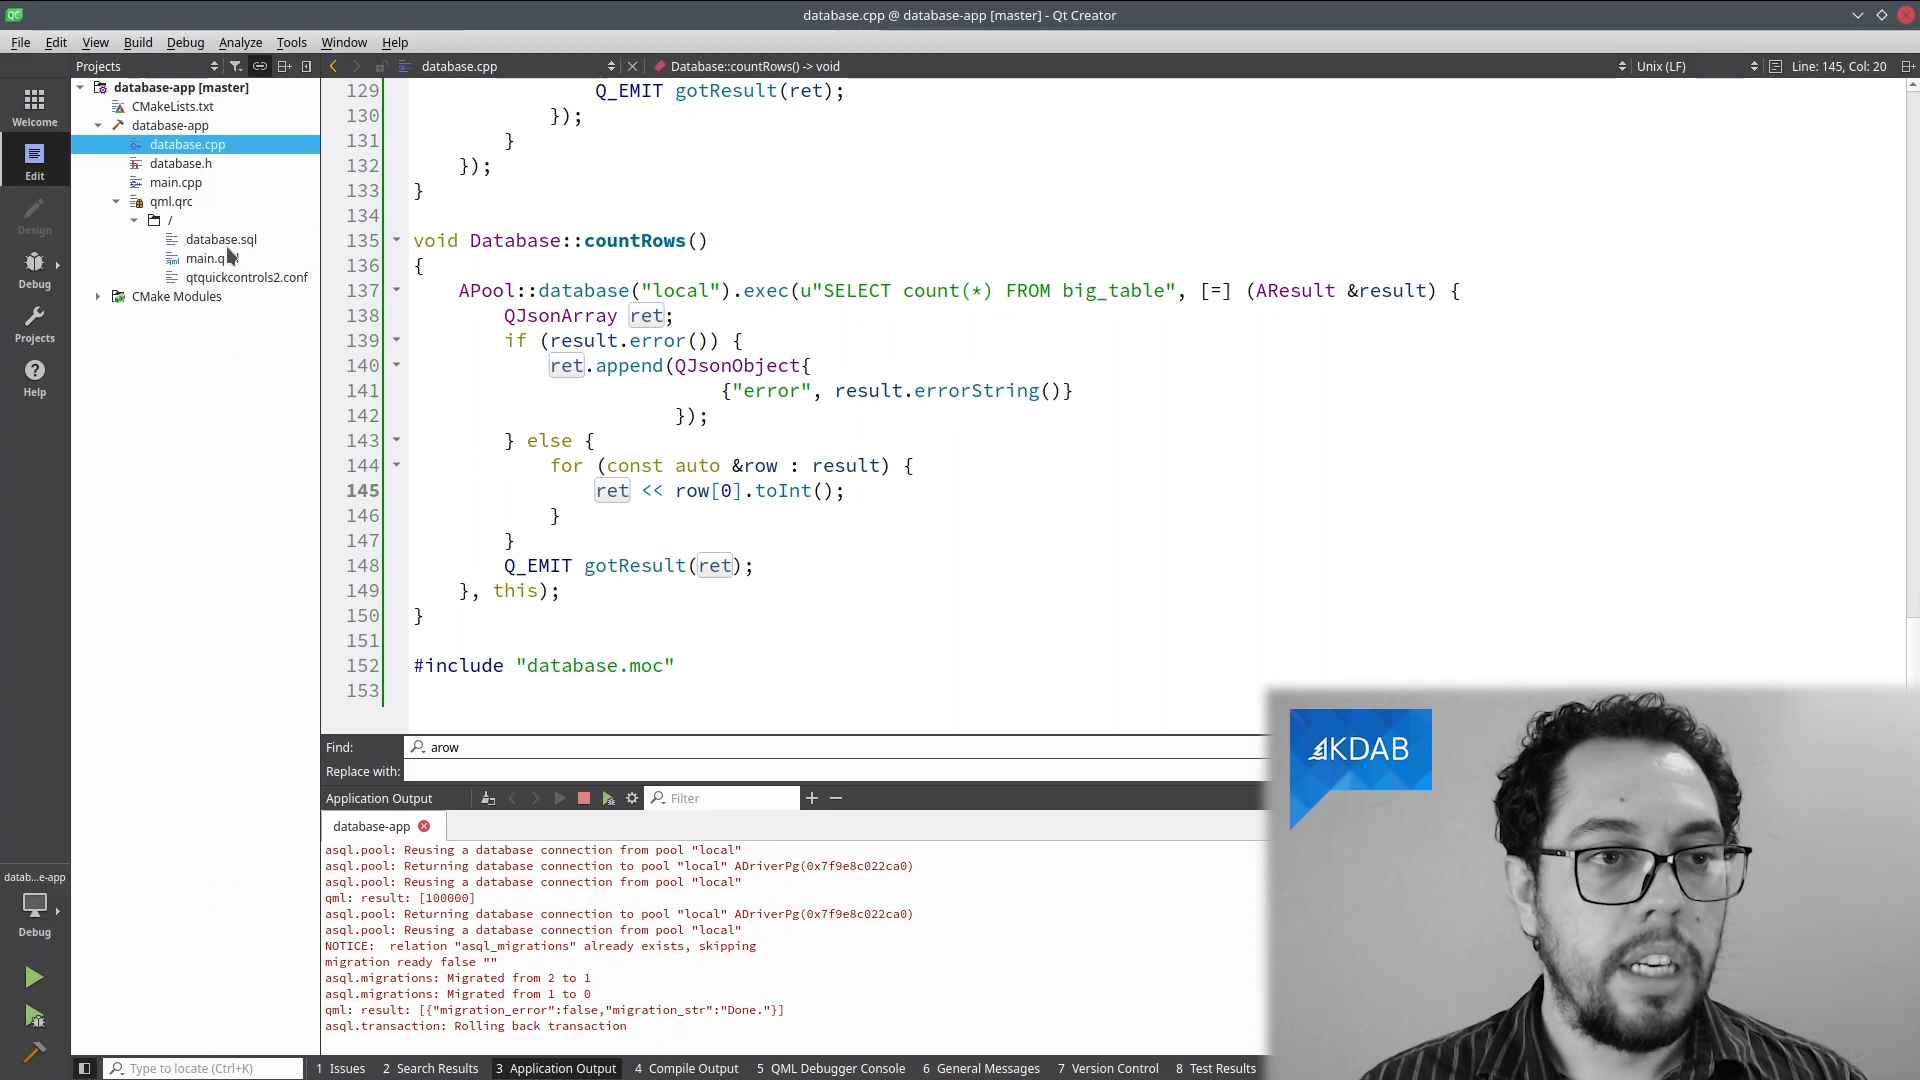 QC
database.cpp @ database-app [master] - Qt Creator
File Edit View Build Debug Analyze Tools Window Help
Projects
database.cpp
Database::countRows() -> void
Unix (LF)
Line: 145, Col: 20
Welcome
Edit
Design
Debug
Projects
Help
datab...e-app
Debug
database-app [master]
CMakeLists.txt
database-app
database.cpp
database.h
main.cpp
qml.qrc
/
database.sql
qtquickcontrols2.conf
CMake Modules
129 Q_EMIT gotResult(ret);
130 });
131 }
132 });
133 }
134
135 void Database::countRows()
136 {
137 APool::database("local").exec(u"SELECT count(*) FROM big_table", [=] (AResult &result) {
138 QJsonArray ret;
139 if (result.error()) {
140 ret.append(QJsonObject{
141 {"error", result.errorString()}
142 });
143 } else {
144 for (const auto &row : result) {
145 ret << row[0].toInt();
146 }
147 }
148 Q_EMIT gotResult(ret);
149 }, this);
150 }
151
152 #include "database.moc"
153
Find: arow
Replace with:
Application Output
Filter
database-app
asql.pool: Reusing a database connection from pool "local"
asql.pool: Returning database connection to pool "local" ADriverPg(0x7f9e8c022ca0)
asql.pool: Reusing a database connection from pool "local"
qml: result: [100000]
asql.pool: Returning database connection to pool "local" ADriverPg(0x7f9e8c022ca0)
asql.pool: Reusing a database connection from pool "local"
NOTICE:  relation "asql_migrations" already exists, skipping
migration ready false ""
asql.migrations: Migrated from 2 to 1
asql.migrations: Migrated from 1 to 0
qml: result: [{"migration_error":false,"migration_str":"Done."}]
asql.transaction: Rolling back transaction
KDAB
Type to locate (Ctrl+K)
1 Issues 2 Search Results 3 Application Output 4 Compile Output 5 QML Debugger Console 6 General Messages 7 Version Control 8 Test Results